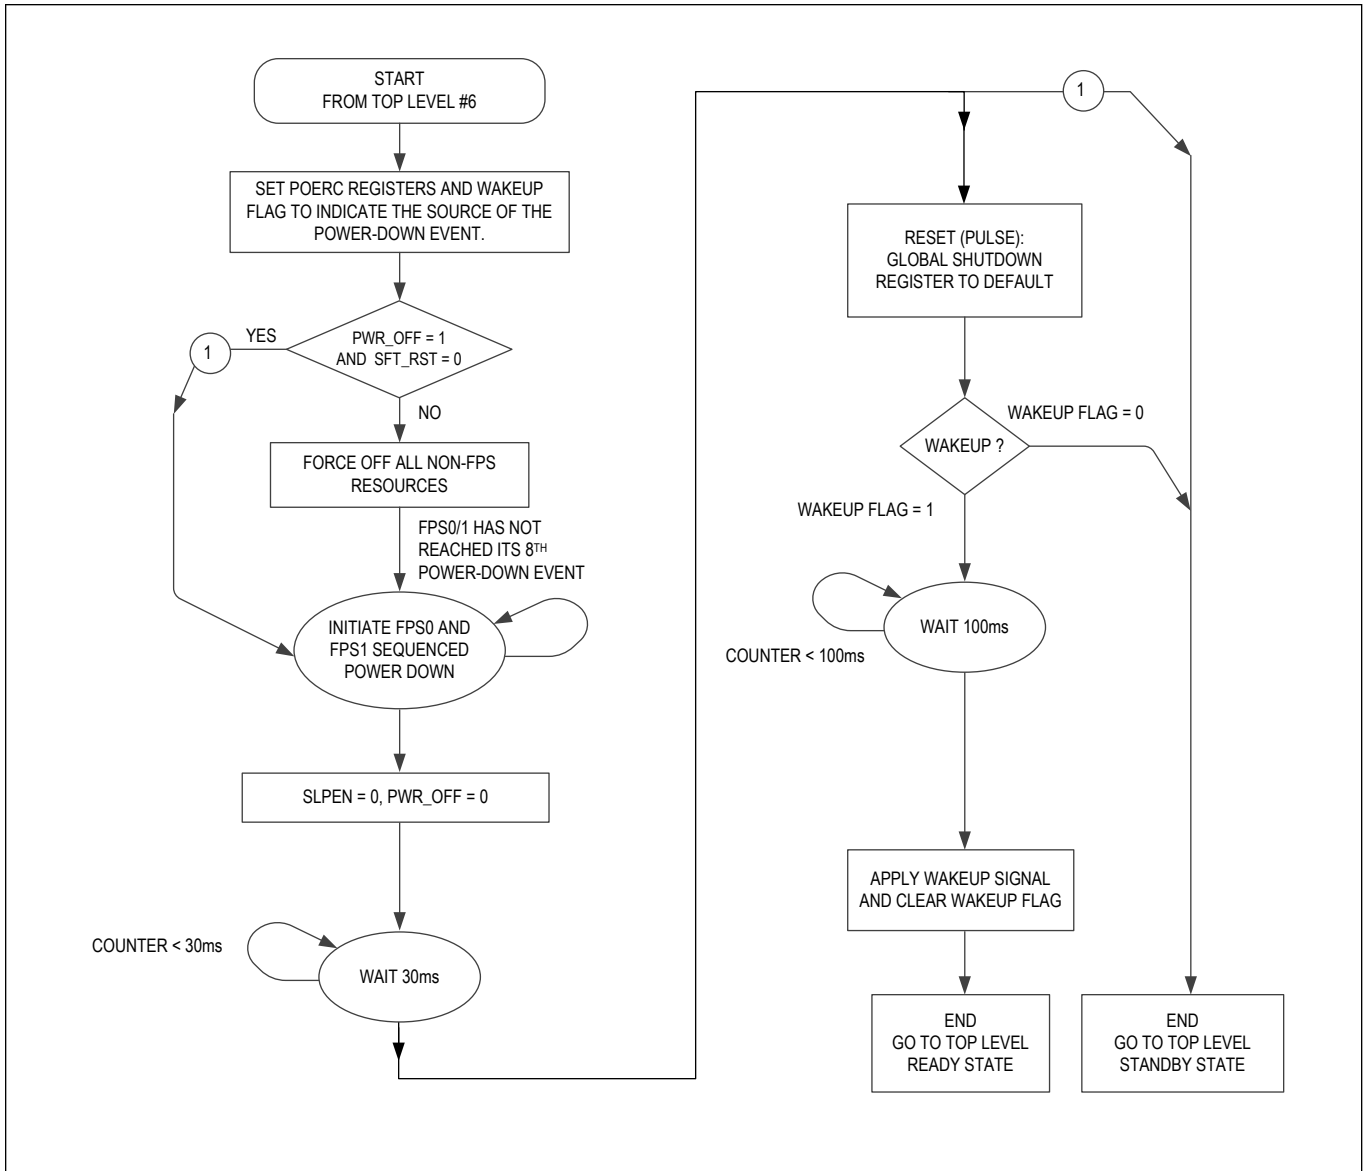 START
FROM TOP LEVEL #6
SET POERC REGISTERS AND WAKEUP
FLAG TO INDICATE THE SOURCE OF THE
POWER-DOWN EVENT.
YES
1
PWR_OFF = 1
AND SFT_RST = 0
NO
FORCE OFF ALL NON-FPS
RESOURCES
FPS0/1 HAS NOT
REACHED ITS 8TH
POWER-DOWN EVENT
INITIATE FPS0 AND
FPS1 SEQUENCED
POWER DOWN
SLPEN = 0, PWR_OFF = 0
COUNTER < 30ms
WAIT 30ms
1
RESET (PULSE):
GLOBAL SHUTDOWN
REGISTER TO DEFAULT
WAKEUP FLAG = 0
WAKEUP ?
WAKEUP FLAG = 1
WAIT 100ms
COUNTER < 100ms
APPLY WAKEUP SIGNAL
AND CLEAR WAKEUP FLAG
END
GO TO TOP LEVEL
READY STATE
END
GO TO TOP LEVEL
STANDBY STATE